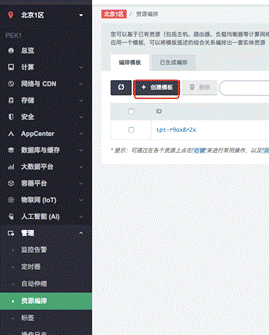 北京1区
PEK1
总览
计算
网络与 CDN
存储
安全
AppCenter
数据库与缓存
大数据平台
容器平台
物联网 (IoT)
人工智能 (AI)
管理
监控告警
定时器
自动伸缩
资源编排
标签
操作日志
北京1区 / 资源编排
您可以基于已有资源 (包括主机、路由器、负载均衡器等计算网络
应用一个模板，可以将模板描述的组合关系编排出一套实体资源
编排模板 已生成编排
+ 创建模板 删除
ID
tpt-r9ox8r2x
* 提示：可通过在各个资源上点击"右键"来进行常用操作，以及